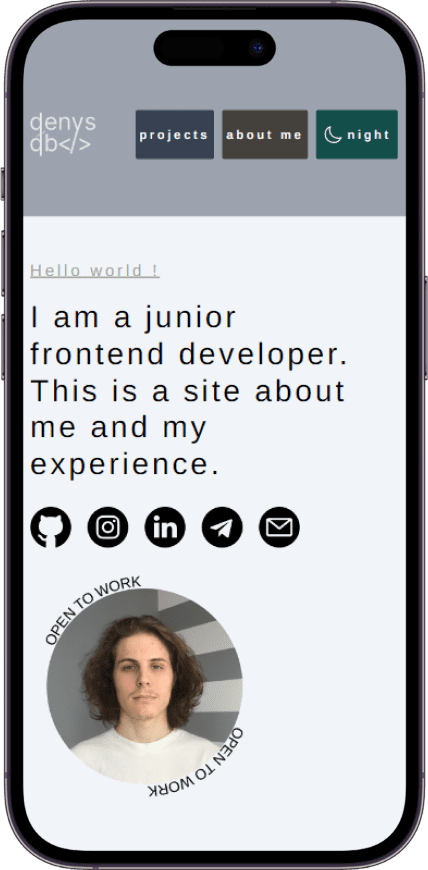 denys
db</>
projects about me night
Hello world !
I am a junior
frontend developer.
This is a site about
me and my
experience.
in
OPEN TO WORK
OPEN TO WORK